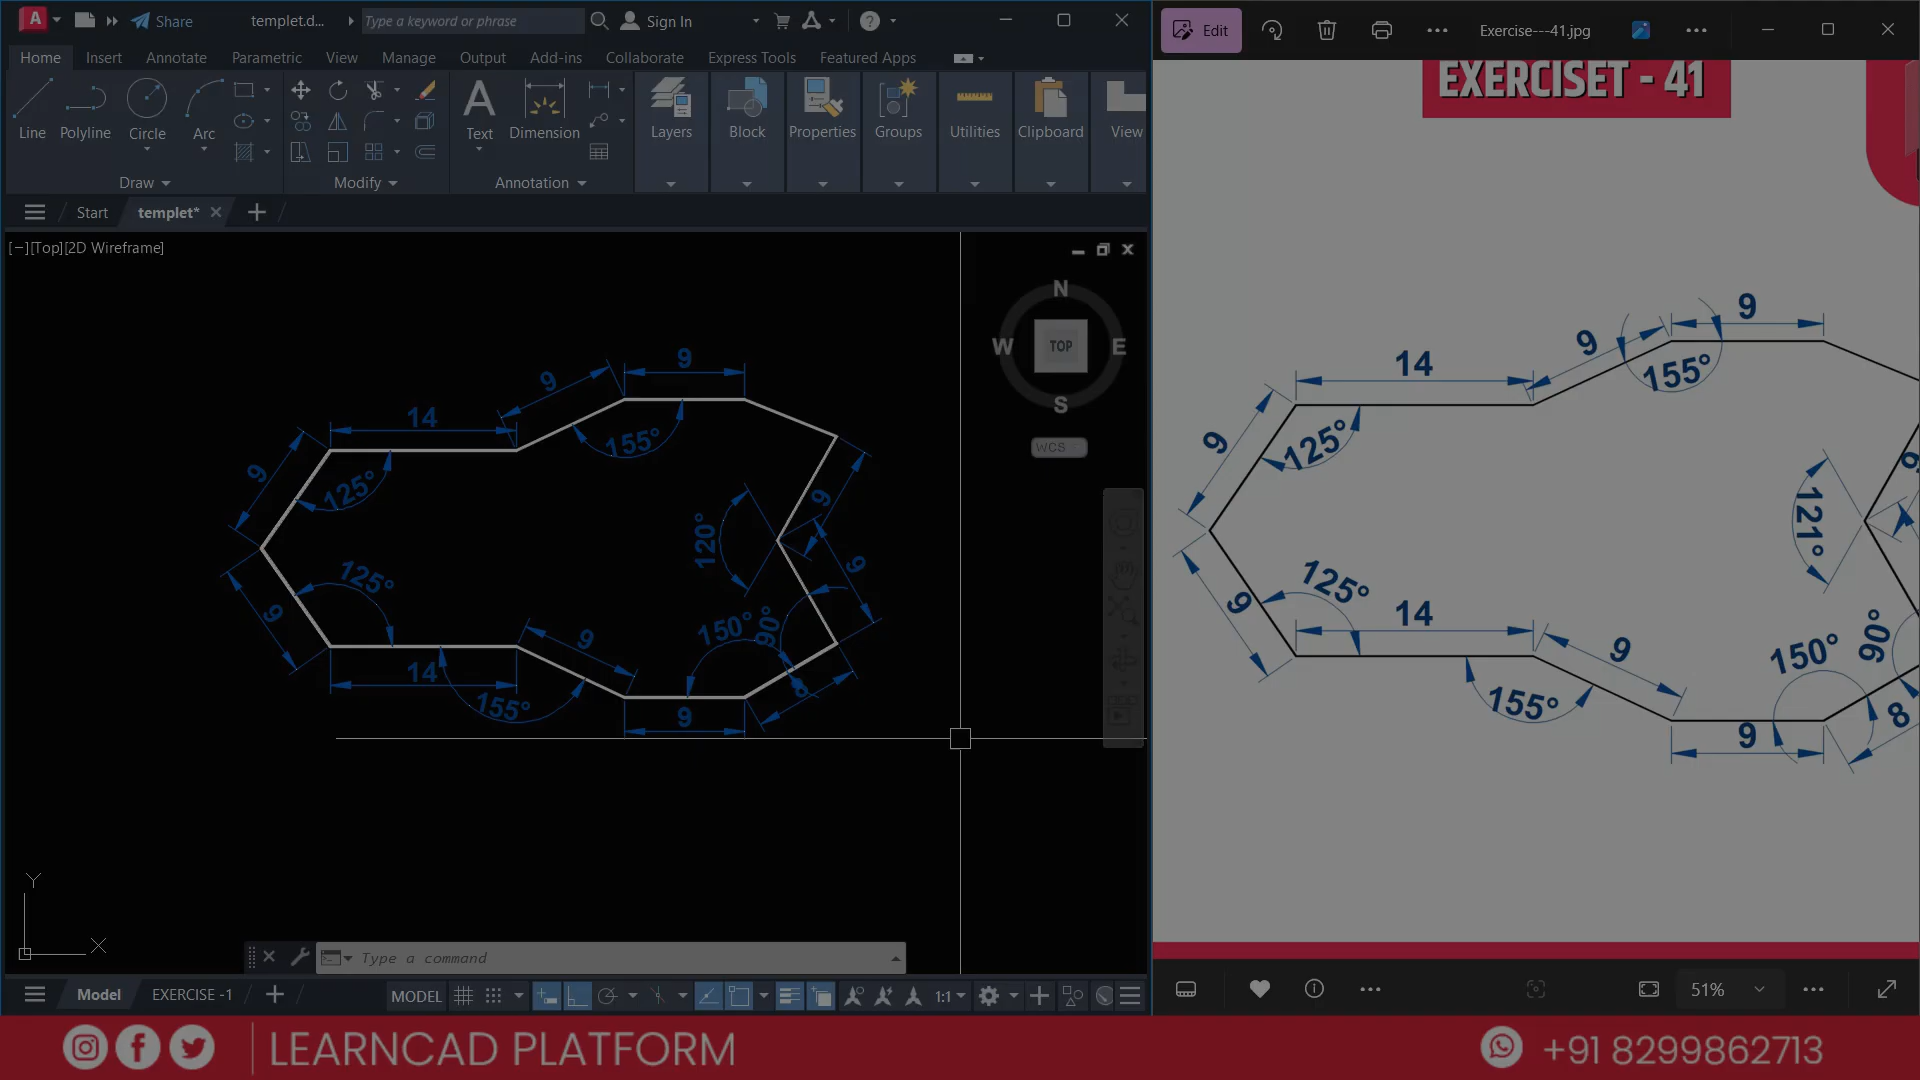 A
Share
templet.d...
Type a keyword or phrase
Sign In
Home Insert Annotate Parametric View Manage Output Add-ins Collaborate Express Tools Featured Apps
Line Polyline Circle Arc Text Dimension Layers Block Properties Groups Utilities Clipboard View
Draw Modify Annotation
Start templet*
[−][Top][2D Wireframe]
N
W TOP E
S
WCS
9
9
14
155°
9
125°
9
120°
9
125°
9
150°
90°
9
14
155°
8
9
Y
X
Type a command
Model EXERCISE -1 MODEL 1:1
Edit
Exercise---41.jpg
EXERCISET - 41
9
9
14
155°
9
125°
121°
125°
9
14
9
150°
90°
155°
8
9
51%
LEARNCAD PLATFORM
+91 8299862713